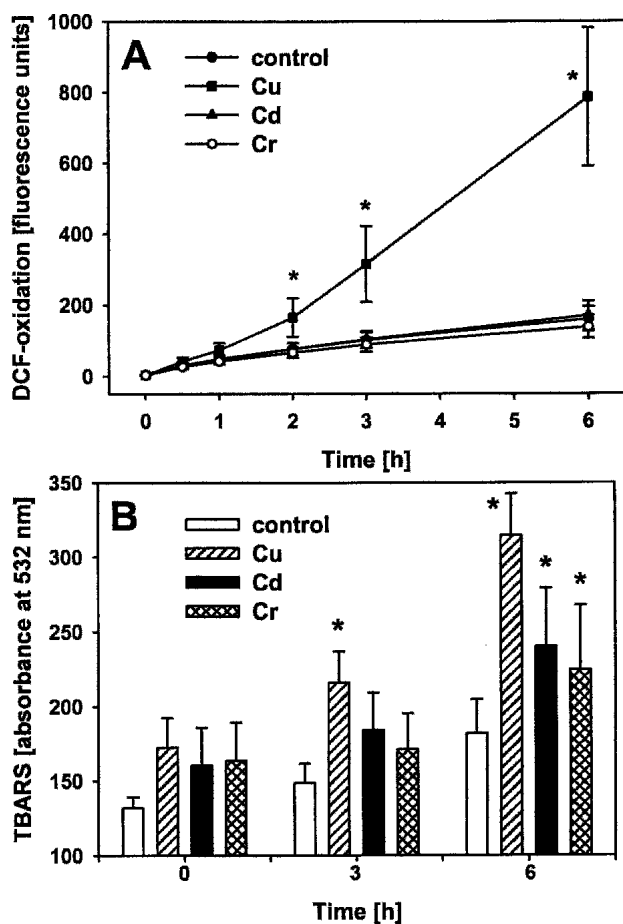 A
control
Cu
Cd
Cr
DCF-oxidation [fluorescence units]
1000
800
600
400
200
0
*
*
*
0 1 2 3 4 5 6
Time [h]
B
control
Cu
Cd
Cr
TBARS [absorbance at 532 nm]
350
300
250
200
150
100
*
*
*
*
0 3 6
Time [h]